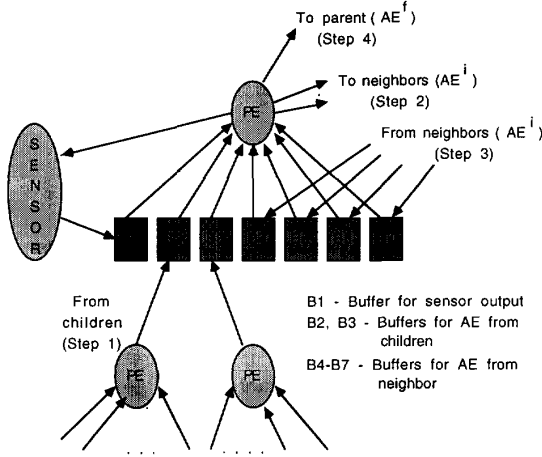 To parent ( AE^f )
(Step 4)
To neighbors (AE^i )
(Step 2)
PE
From neighbors ( AE^i )
(Step 3)
SENSOR
From
children
(Step 1)
B1 - Buffer for sensor output
B2, B3 - Buffers for AE from
children
B4-B7 - Buffers for AE from
neighbor
PE
PE